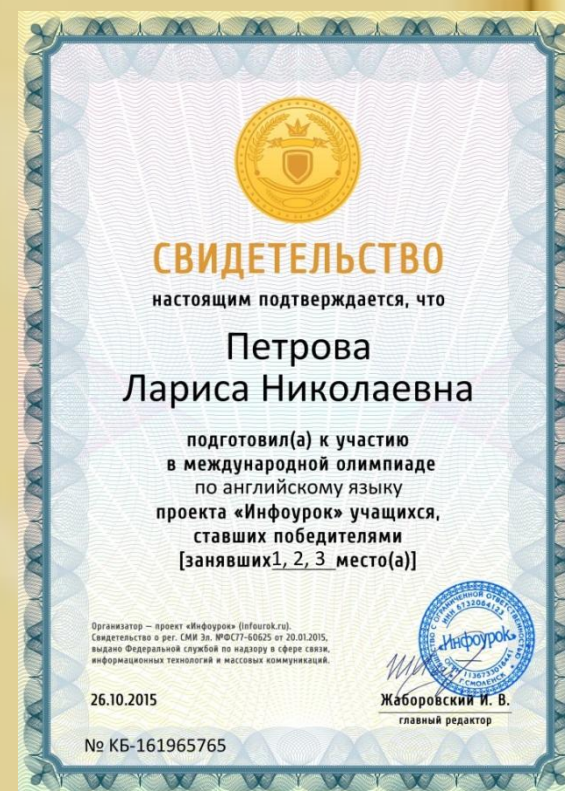 СВИДЕТЕЛЬСТВО
настоящим подтверждается, что
Петрова
Лариса Николаевна
подготовил(а) к участию
в международной олимпиаде
по английскому языку
проекта «Инфоурок» учащихся,
ставших победителями
[занявших 1, 2, 3 место(а)]
Организатор — проект «Инфоурок» (infourok.ru).
Свидетельство о рег. СМИ Эл. №ФС77-60625 от 20.01.2015,
выдано Федеральной службой по надзору в сфере связи,
информационных технологий и массовых коммуникаций.
26.10.2015
«Инфоурок»
г. СМОЛЕНСК
Жаборовский И. В.
главный редактор
№ КБ-161965765